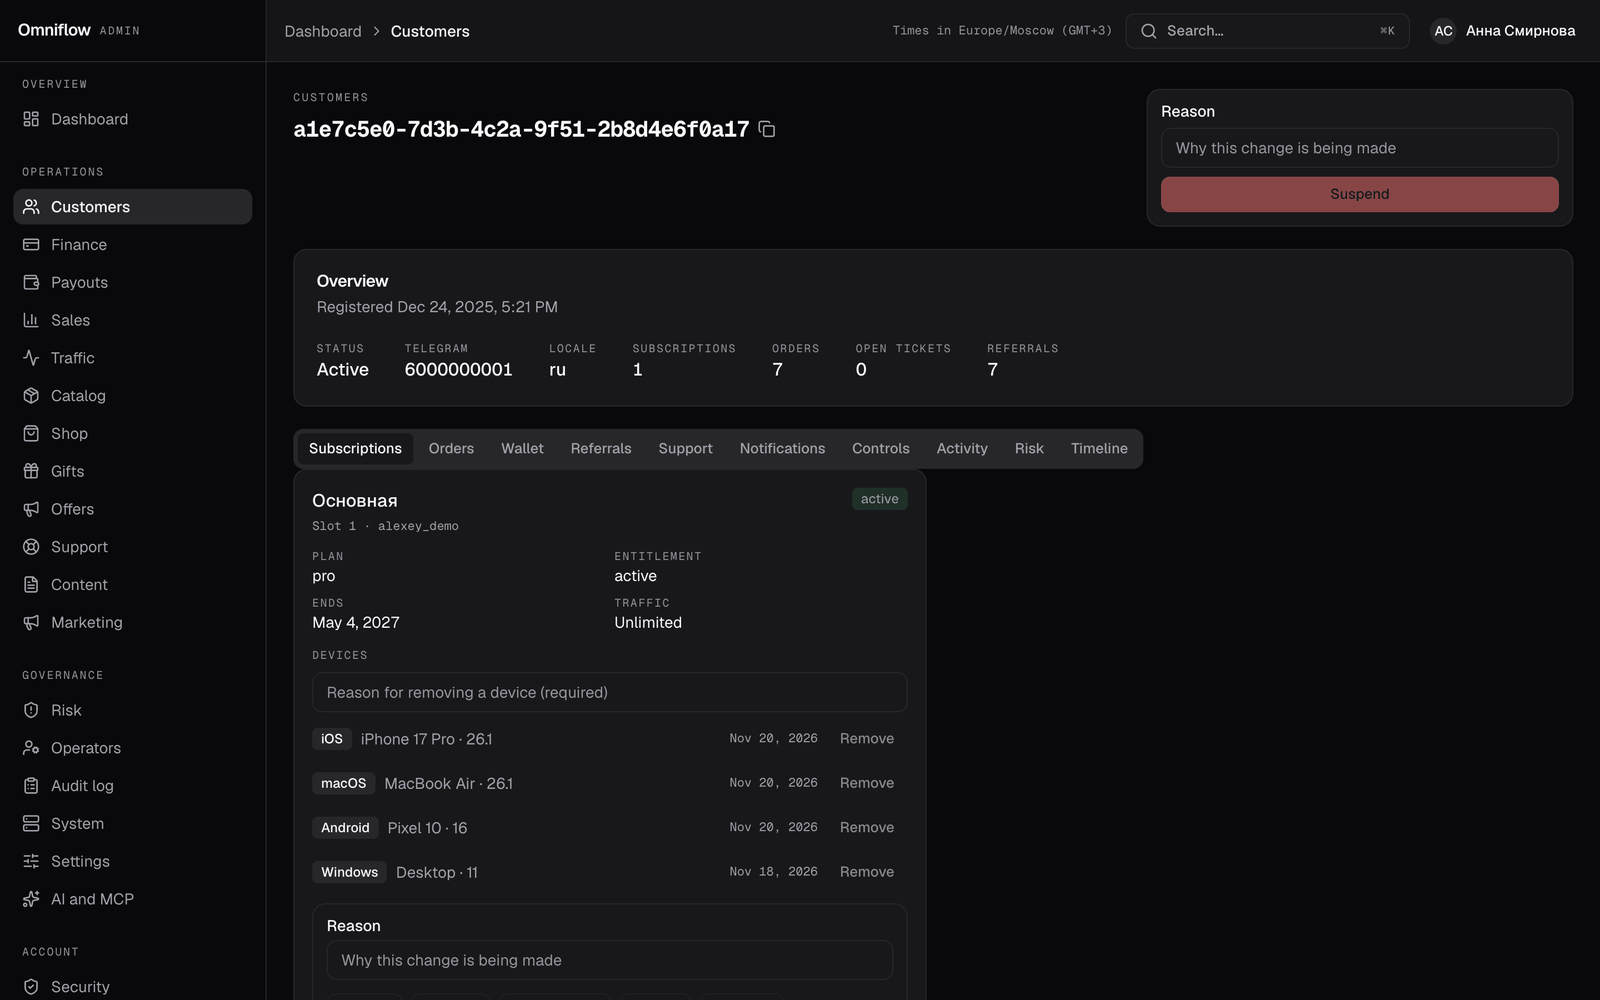 Omniflow ADMIN
Dashboard > Customers
Times in Europe/Moscow (GMT+3)
Search...
⌘K
AC
Анна Смирнова
OVERVIEW
Dashboard
OPERATIONS
Customers
Finance
Payouts
Sales
Traffic
Catalog
Shop
Gifts
Offers
Support
Content
Marketing
GOVERNANCE
Risk
Operators
Audit log
System
Settings
AI and MCP
ACCOUNT
Security
CUSTOMERS
a1e7c5e0-7d3b-4c2a-9f51-2b8d4e6f0a17
Reason
Why this change is being made
Suspend
Overview
Registered Dec 24, 2025, 5:21 PM
STATUS TELEGRAM LOCALE SUBSCRIPTIONS ORDERS OPEN TICKETS REFERRALS
Active 6000000001 ru 1 7 0 7
Subscriptions Orders Wallet Referrals Support Notifications Controls Activity Risk Timeline
Основная
active
Slot 1 · alexey_demo
PLAN ENTITLEMENT
pro active
ENDS TRAFFIC
May 4, 2027 Unlimited
DEVICES
Reason for removing a device (required)
iOS iPhone 17 Pro · 26.1 Nov 20, 2026 Remove
macOS MacBook Air · 26.1 Nov 20, 2026 Remove
Android Pixel 10 · 16 Nov 20, 2026 Remove
Windows Desktop · 11 Nov 18, 2026 Remove
Reason
Why this change is being made